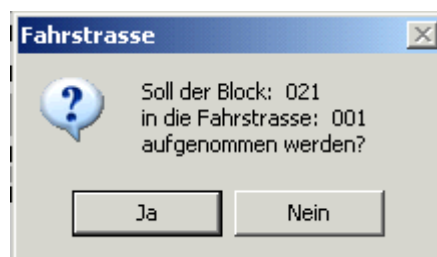 Fahrstrasse
Soll der Block: 021
in die Fahrstrasse: 001
aufgenommen werden?
Ja
Nein